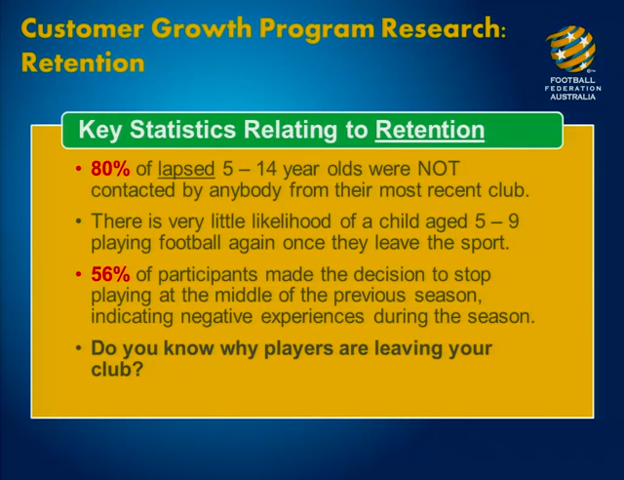 Customer Growth Program Research:
Retention
FOOTBALL
FEDERATION
AUSTRALIA
Key Statistics Relating to Retention
• 80% of lapsed 5 – 14 year olds were NOT
contacted by anybody from their most recent club.
• There is very little likelihood of a child aged 5 – 9
playing football again once they leave the sport.
• 56% of participants made the decision to stop
playing at the middle of the previous season,
indicating negative experiences during the season.
• Do you know why players are leaving your
club?